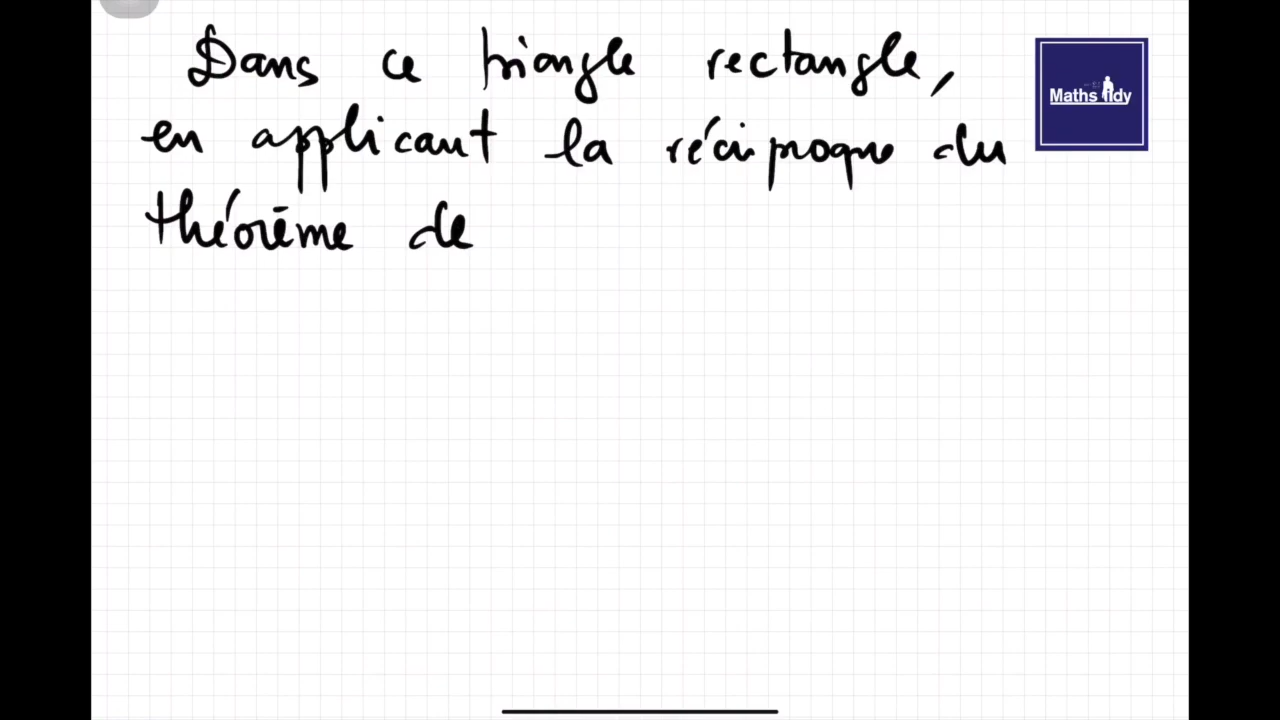 Dans ce triangle rectangle,
Maths Tidy
en applicant la réciproque du
théorème de